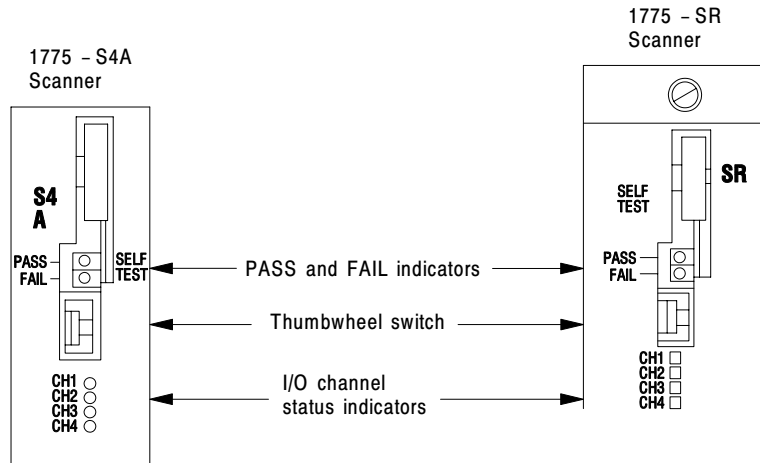 1775 – S4A
Scanner
S4
A
PASS
FAIL
SELF
TEST
CH1
CH2
CH3
CH4
PASS and FAIL indicators
Thumbwheel switch
I/O channel
status indicators
1775 – SR
Scanner
SR
SELF
TEST
PASS
FAIL
CH1
CH2
CH3
CH4